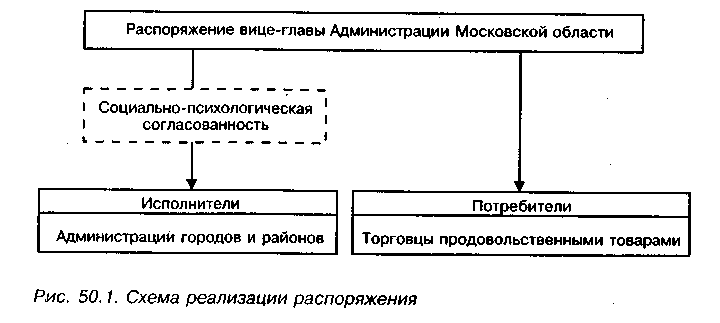 Распоряжение вице-главы Администрации Московской области
Социально-психологическая
согласованность
Исполнители
Администраций городов и районов
Потребители
Торговцы продовольственными товарами
Рис. 50.1. Схема реализации распоряжения